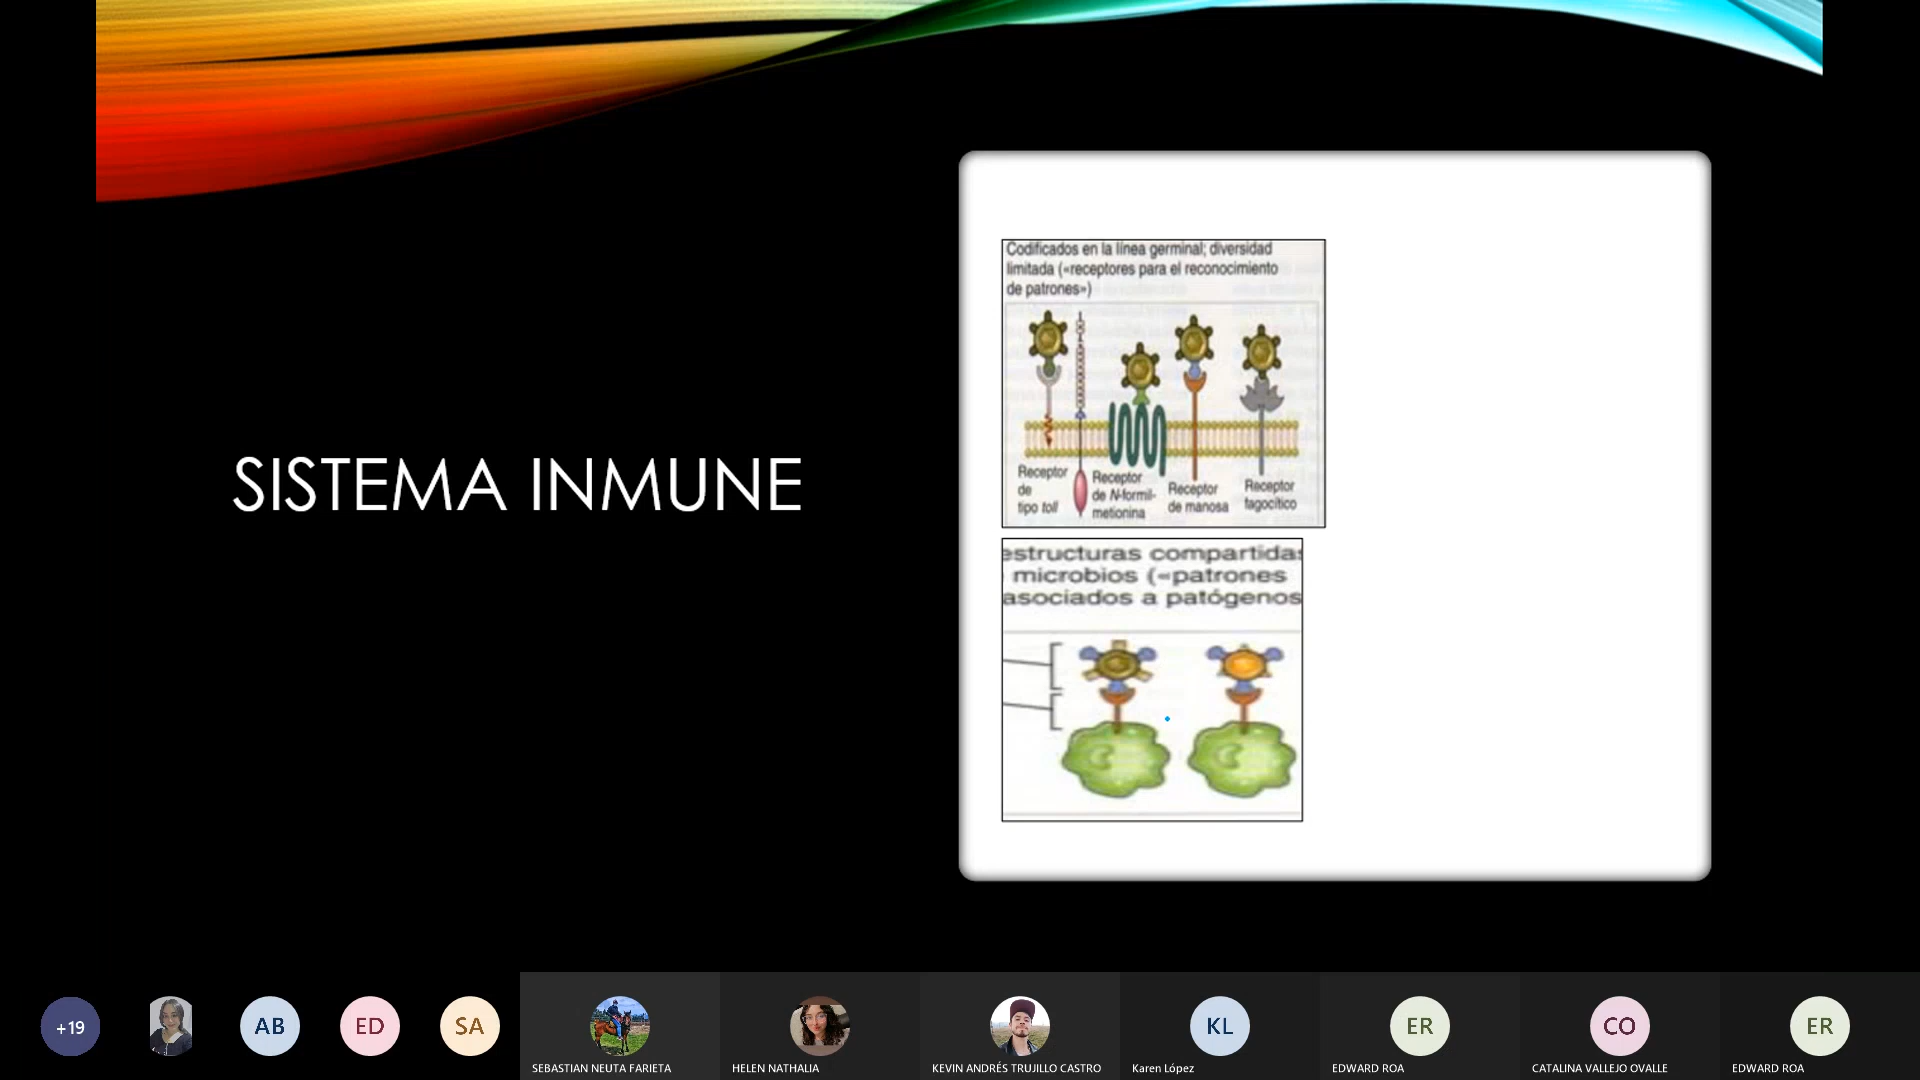 SISTEMA INMUNE
Codificados en la línea germinal; diversidad
limitada («receptores para el reconocimiento
de patrones»)
Receptor
de
tipo toll
Receptor
de N-formil-
metionina
Receptor
de manosa
Receptor
fagocítico
estructuras compartidas
microbios («patrones
asociados a patógenos
+19
AB
ED
SA
SEBASTIAN NEUTA FARIETA
HELEN NATHALIA
KEVIN ANDRÉS TRUJILLO CASTRO
KL
Karen López
ER
EDWARD ROA
CO
CATALINA VALLEJO OVALLE
ER
EDWARD ROA